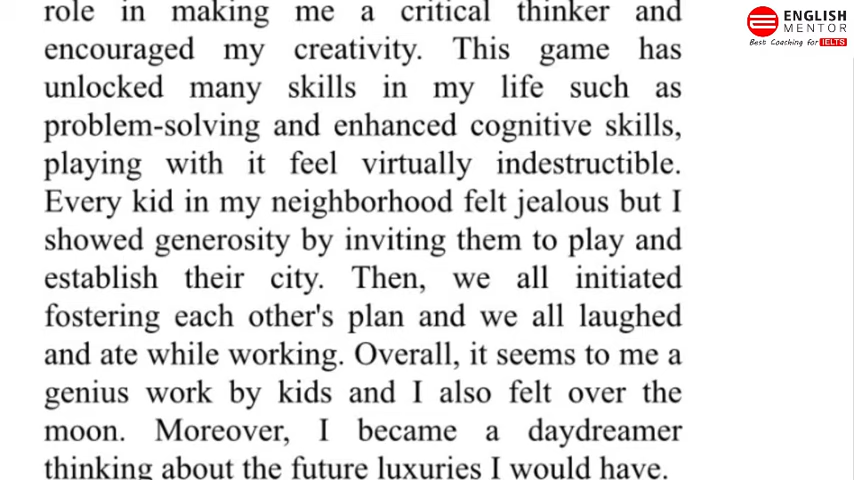 role in making me a critical thinker and
encouraged my creativity. This game has
unlocked many skills in my life such as
problem-solving and enhanced cognitive skills,
playing with it feel virtually indestructible.
Every kid in my neighborhood felt jealous but I
showed generosity by inviting them to play and
establish their city. Then, we all initiated
fostering each other's plan and we all laughed
and ate while working. Overall, it seems to me a
genius work by kids and I also felt over the
moon. Moreover, I became a daydreamer
thinking about the future luxuries I would have.
ENGLISH
MENTOR
Best Coaching for IELTS